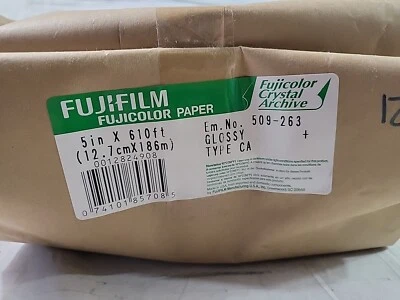 FUJIFILM
FUJICOLOR PAPER
Fujicolor
Crystal
Archive
5in X 610ft
(12.7cmX186m)
0012824908
Em.No. 509-263
GLOSSY +
TYPE CA
0 74101 85708 5
12